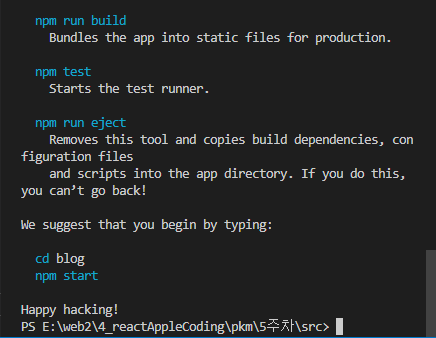 npm run build
Bundles the app into static files for production.
npm test
Starts the test runner.
npm run eject
Removes this tool and copies build dependencies, con
figuration files
and scripts into the app directory. If you do this,
you can’t go back!
We suggest that you begin by typing:
cd blog
npm start
Happy hacking!
PS E:\web2\4_reactAppleCoding\pkm\5주차\src>